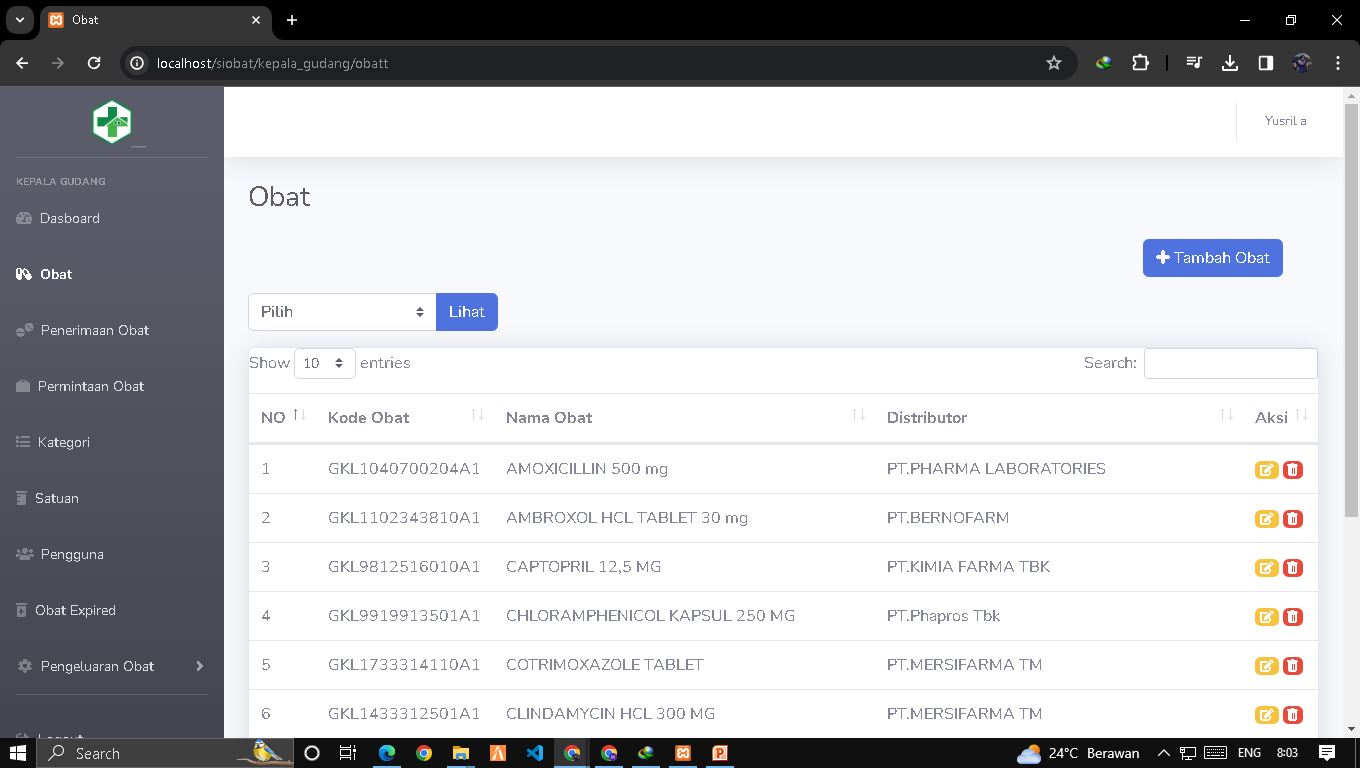 Obat
localhost/siobat/kepala_gudang/obatt
Yusril a
KEPALA GUDANG
Dasboard
Obat
Penerimaan Obat
Permintaan Obat
Kategori
Satuan
Pengguna
Obat Expired
Pengeluaran Obat
Logout
Obat
Tambah Obat
Pilih Lihat
Show 10 entries Search:
NO Kode Obat Nama Obat Distributor Aksi
1 GKL1040700204A1 AMOXICILLIN 500 mg PT.PHARMA LABORATORIES
2 GKL1102343810A1 AMBROXOL HCL TABLET 30 mg PT.BERNOFARM
3 GKL9812516010A1 CAPTOPRIL 12,5 MG PT.KIMIA FARMA TBK
4 GKL9919913501A1 CHLORAMPHENICOL KAPSUL 250 MG PT.Phapros Tbk
5 GKL1733314110A1 COTRIMOXAZOLE TABLET PT.MERSIFARMA TM
6 GKL1433312501A1 CLINDAMYCIN HCL 300 MG PT.MERSIFARMA TM
Search 24°C Berawan ENG 8:03